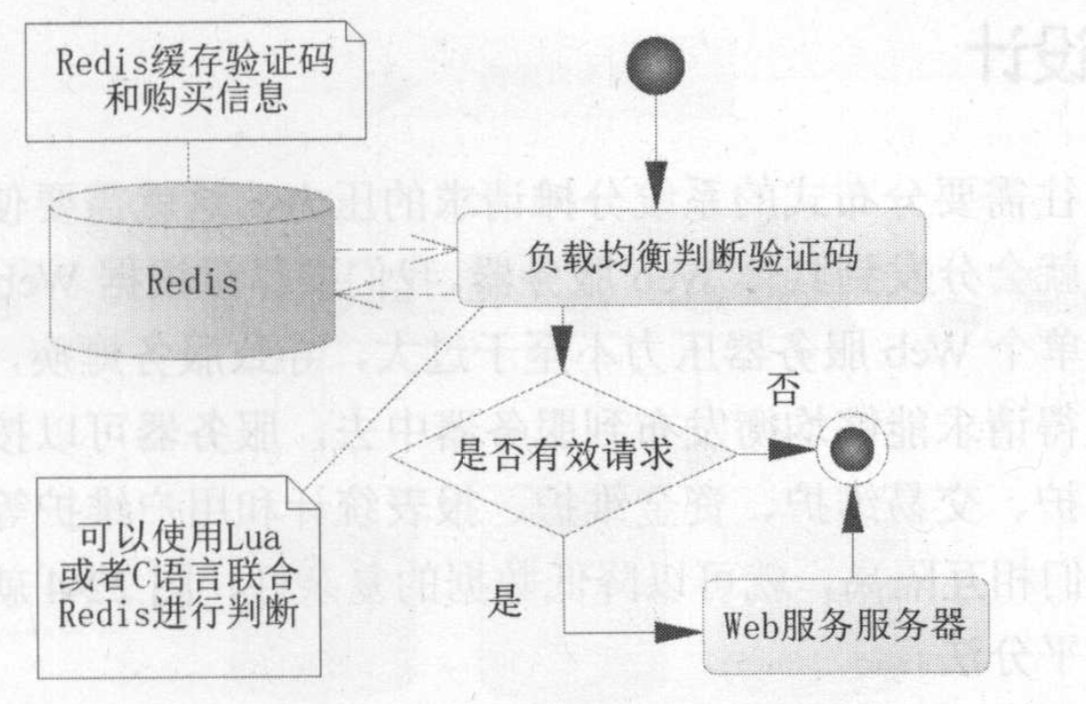 Redis缓存验证码
和购买信息
Redis
负载均衡判断验证码
否
是否有效请求
可以使用Lua
或者C语言联合
Redis进行判断
是
Web服务服务器